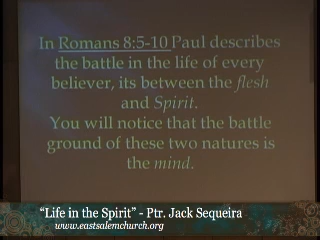 In Romans 8:5-10 Paul describes
the battle in the life of every
believer, its between the flesh
and Spirit.
You will notice that the battle
ground of these two natures is
the mind.
“Life in the Spirit” - Ptr. Jack Sequeira
www.eastsalemchurch.org